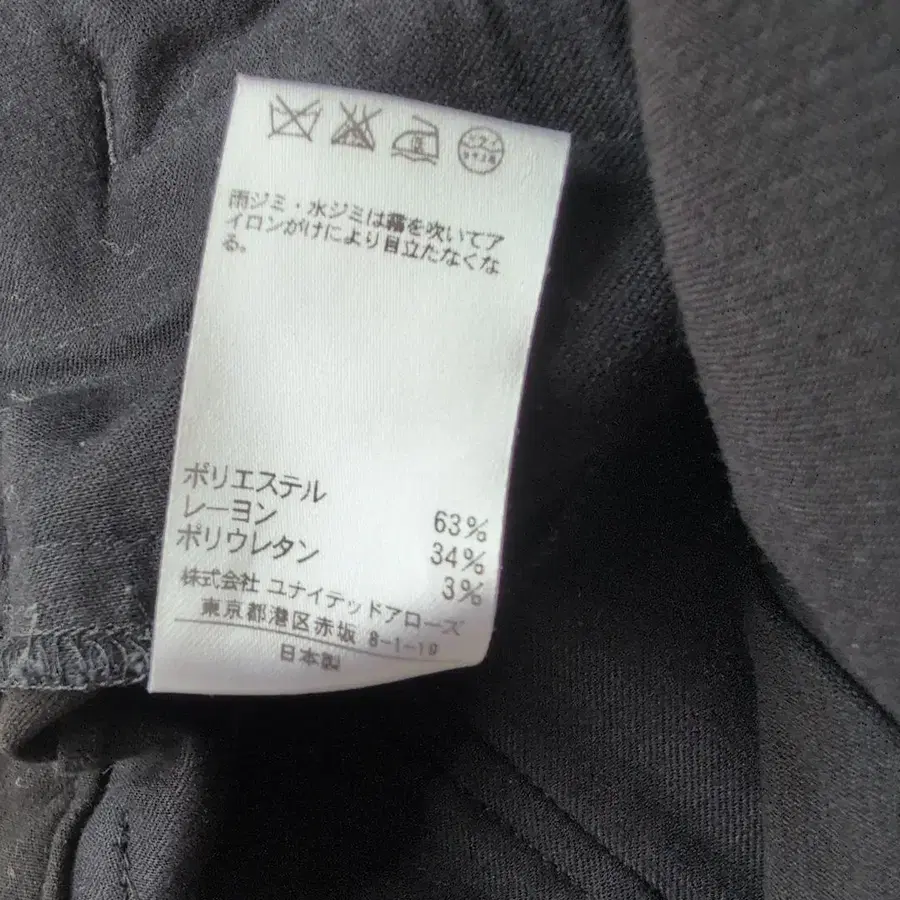 雨ジミ・水ジミは霧を吹いてア
イロンがけにより目立たなくな
る。
ポリエステル 63%
レーヨン 34%
ポリウレタン 3%
株式会社 ユナイテッドアローズ
東京都港区赤坂 8-1-19
日本製